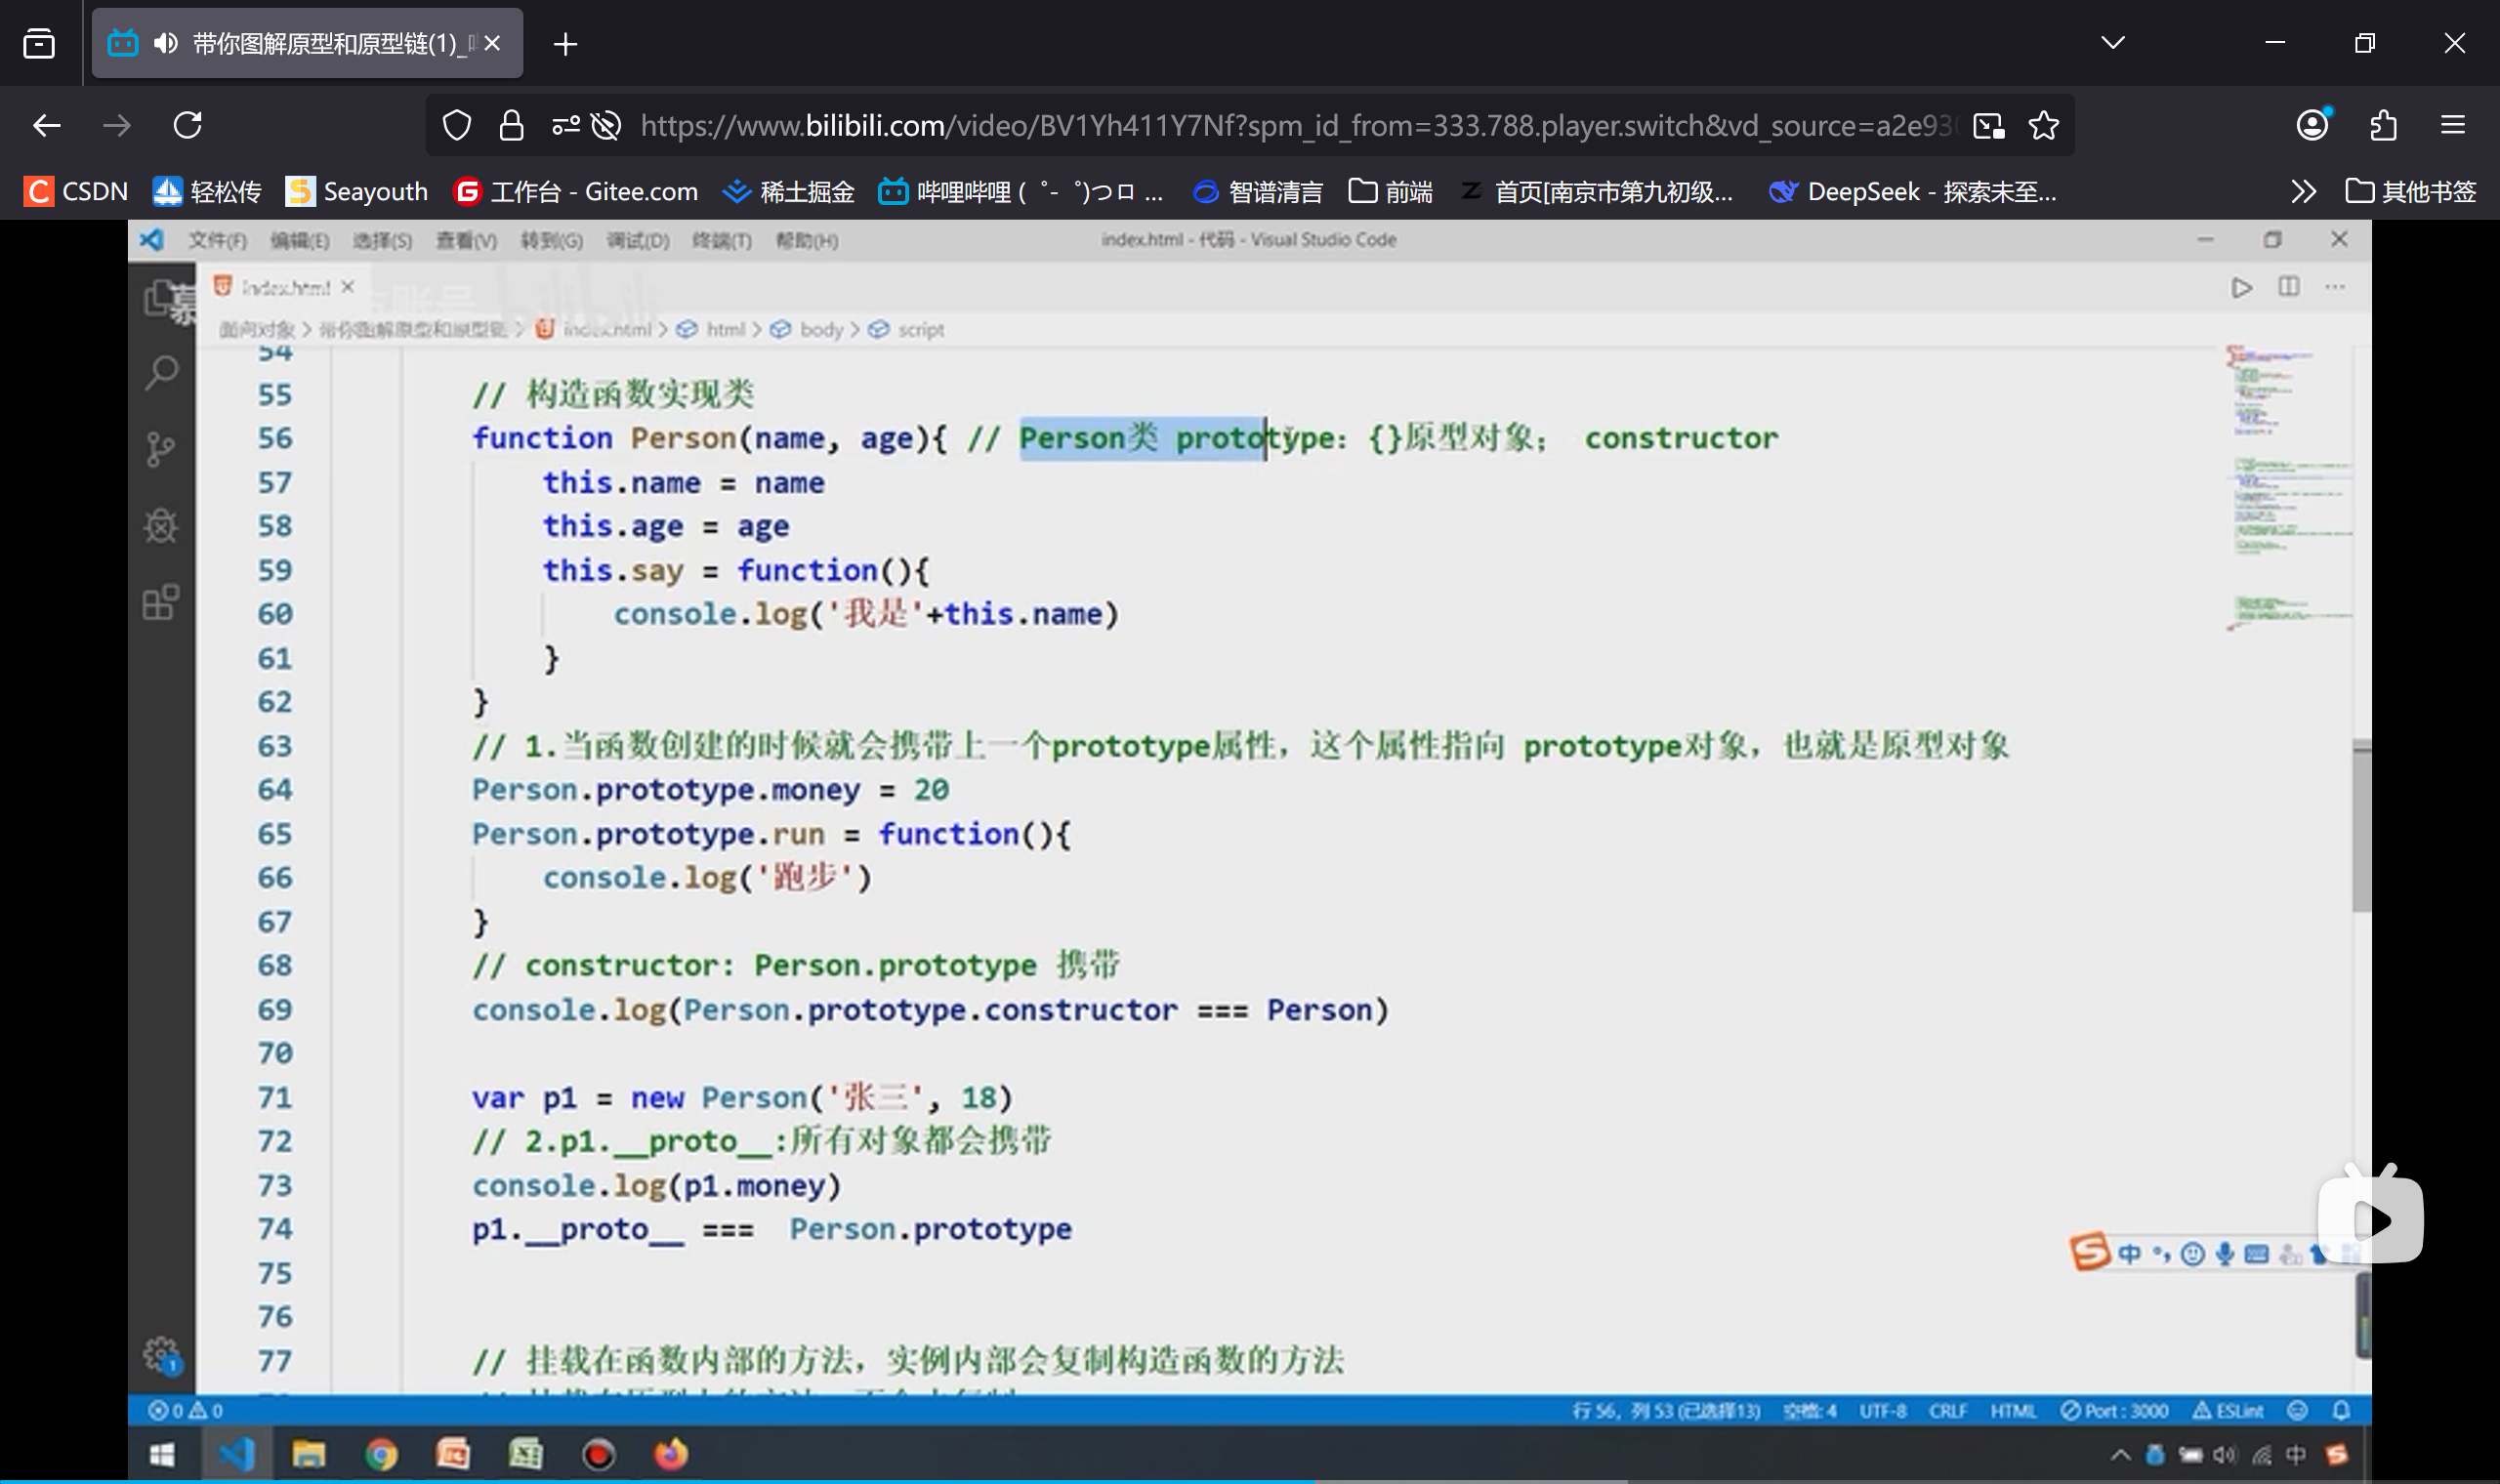 带你图解原型和原型链(1)_
https://www.bilibili.com/video/BV1Yh411Y7Nf?spm_id_from=333.788.player.switch&vd_source=a2e930
CSDN 轻松传 Seayouth 工作台 - Gitee.com 稀土掘金 哔哩哔哩 ( ゜- ゜)つロ ... 智谱清言 前端 首页[南京市第九初级... DeepSeek - 探索未至... 其他书签
文件(F) 编辑(E) 选择(S) 查看(V) 转到(G) 调试(D) 终端(T) 帮助(H) index.html - 代码 - Visual Studio Code
index.html
面向对象 > 带你图解原型和原型链 > index.html > html > body > script
54
55 // 构造函数实现类
56 function Person(name, age){ // Person类 prototype: {}原型对象; constructor
57 this.name = name
58 this.age = age
59 this.say = function(){
60 console.log('我是'+this.name)
61 }
62 }
63 // 1.当函数创建的时候就会携带上一个prototype属性，这个属性指向 prototype对象，也就是原型对象
64 Person.prototype.money = 20
65 Person.prototype.run = function(){
66 console.log('跑步')
67 }
68 // constructor: Person.prototype 携带
69 console.log(Person.prototype.constructor === Person)
70
71 var p1 = new Person('张三', 18)
72 // 2.p1.__proto__:所有对象都会携带
73 console.log(p1.money)
74 p1.__proto__ === Person.prototype
75
76
77 // 挂载在函数内部的方法，实例内部会复制构造函数的方法
中
0 0 行 56，列 53 (已选择13) 空格: 4 UTF-8 CRLF HTML Port : 3000 ESLint
1
中